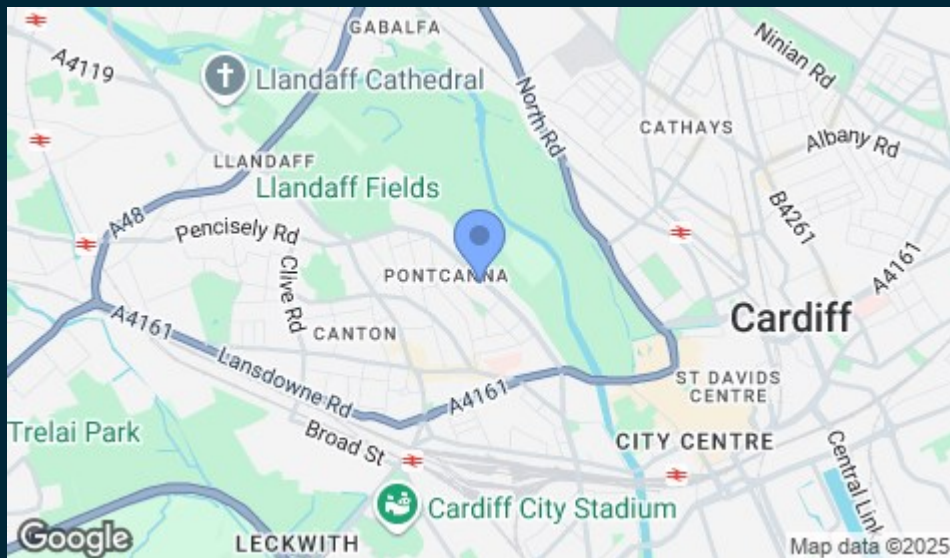 GABALFA
A4119
Llandaff Cathedral
North Rd
Ninian Rd
CATHAYS
Albany Rd
LLANDAFF
Llandaff Fields
A48
Pencisely Rd
B4261
Clive Rd
PONTCANNA
A4161
A4161
CANTON
Cardiff
Lansdowne Rd
A4161
ST DAVIDS
CENTRE
Trelai Park
Broad St
CITY CENTRE
Central Link
Cardiff City Stadium
Google
LECKWITH
Map data ©2025